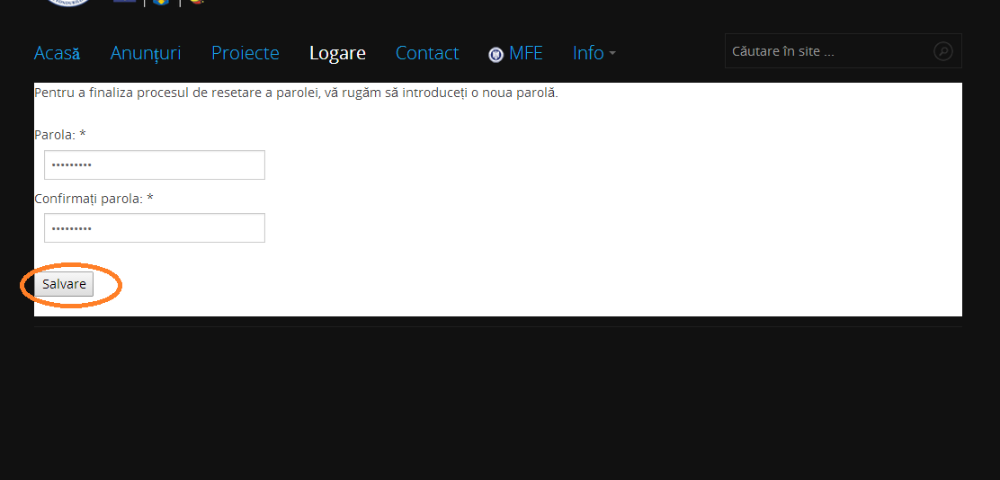 Acasă Anunțuri Proiecte Logare Contact MFE Info
Căutare în site ...
Pentru a finaliza procesul de resetare a parolei, vă rugăm să introduceți o noua parolă.
Parola: *
•••••••••
Confirmați parola: *
•••••••••
Salvare